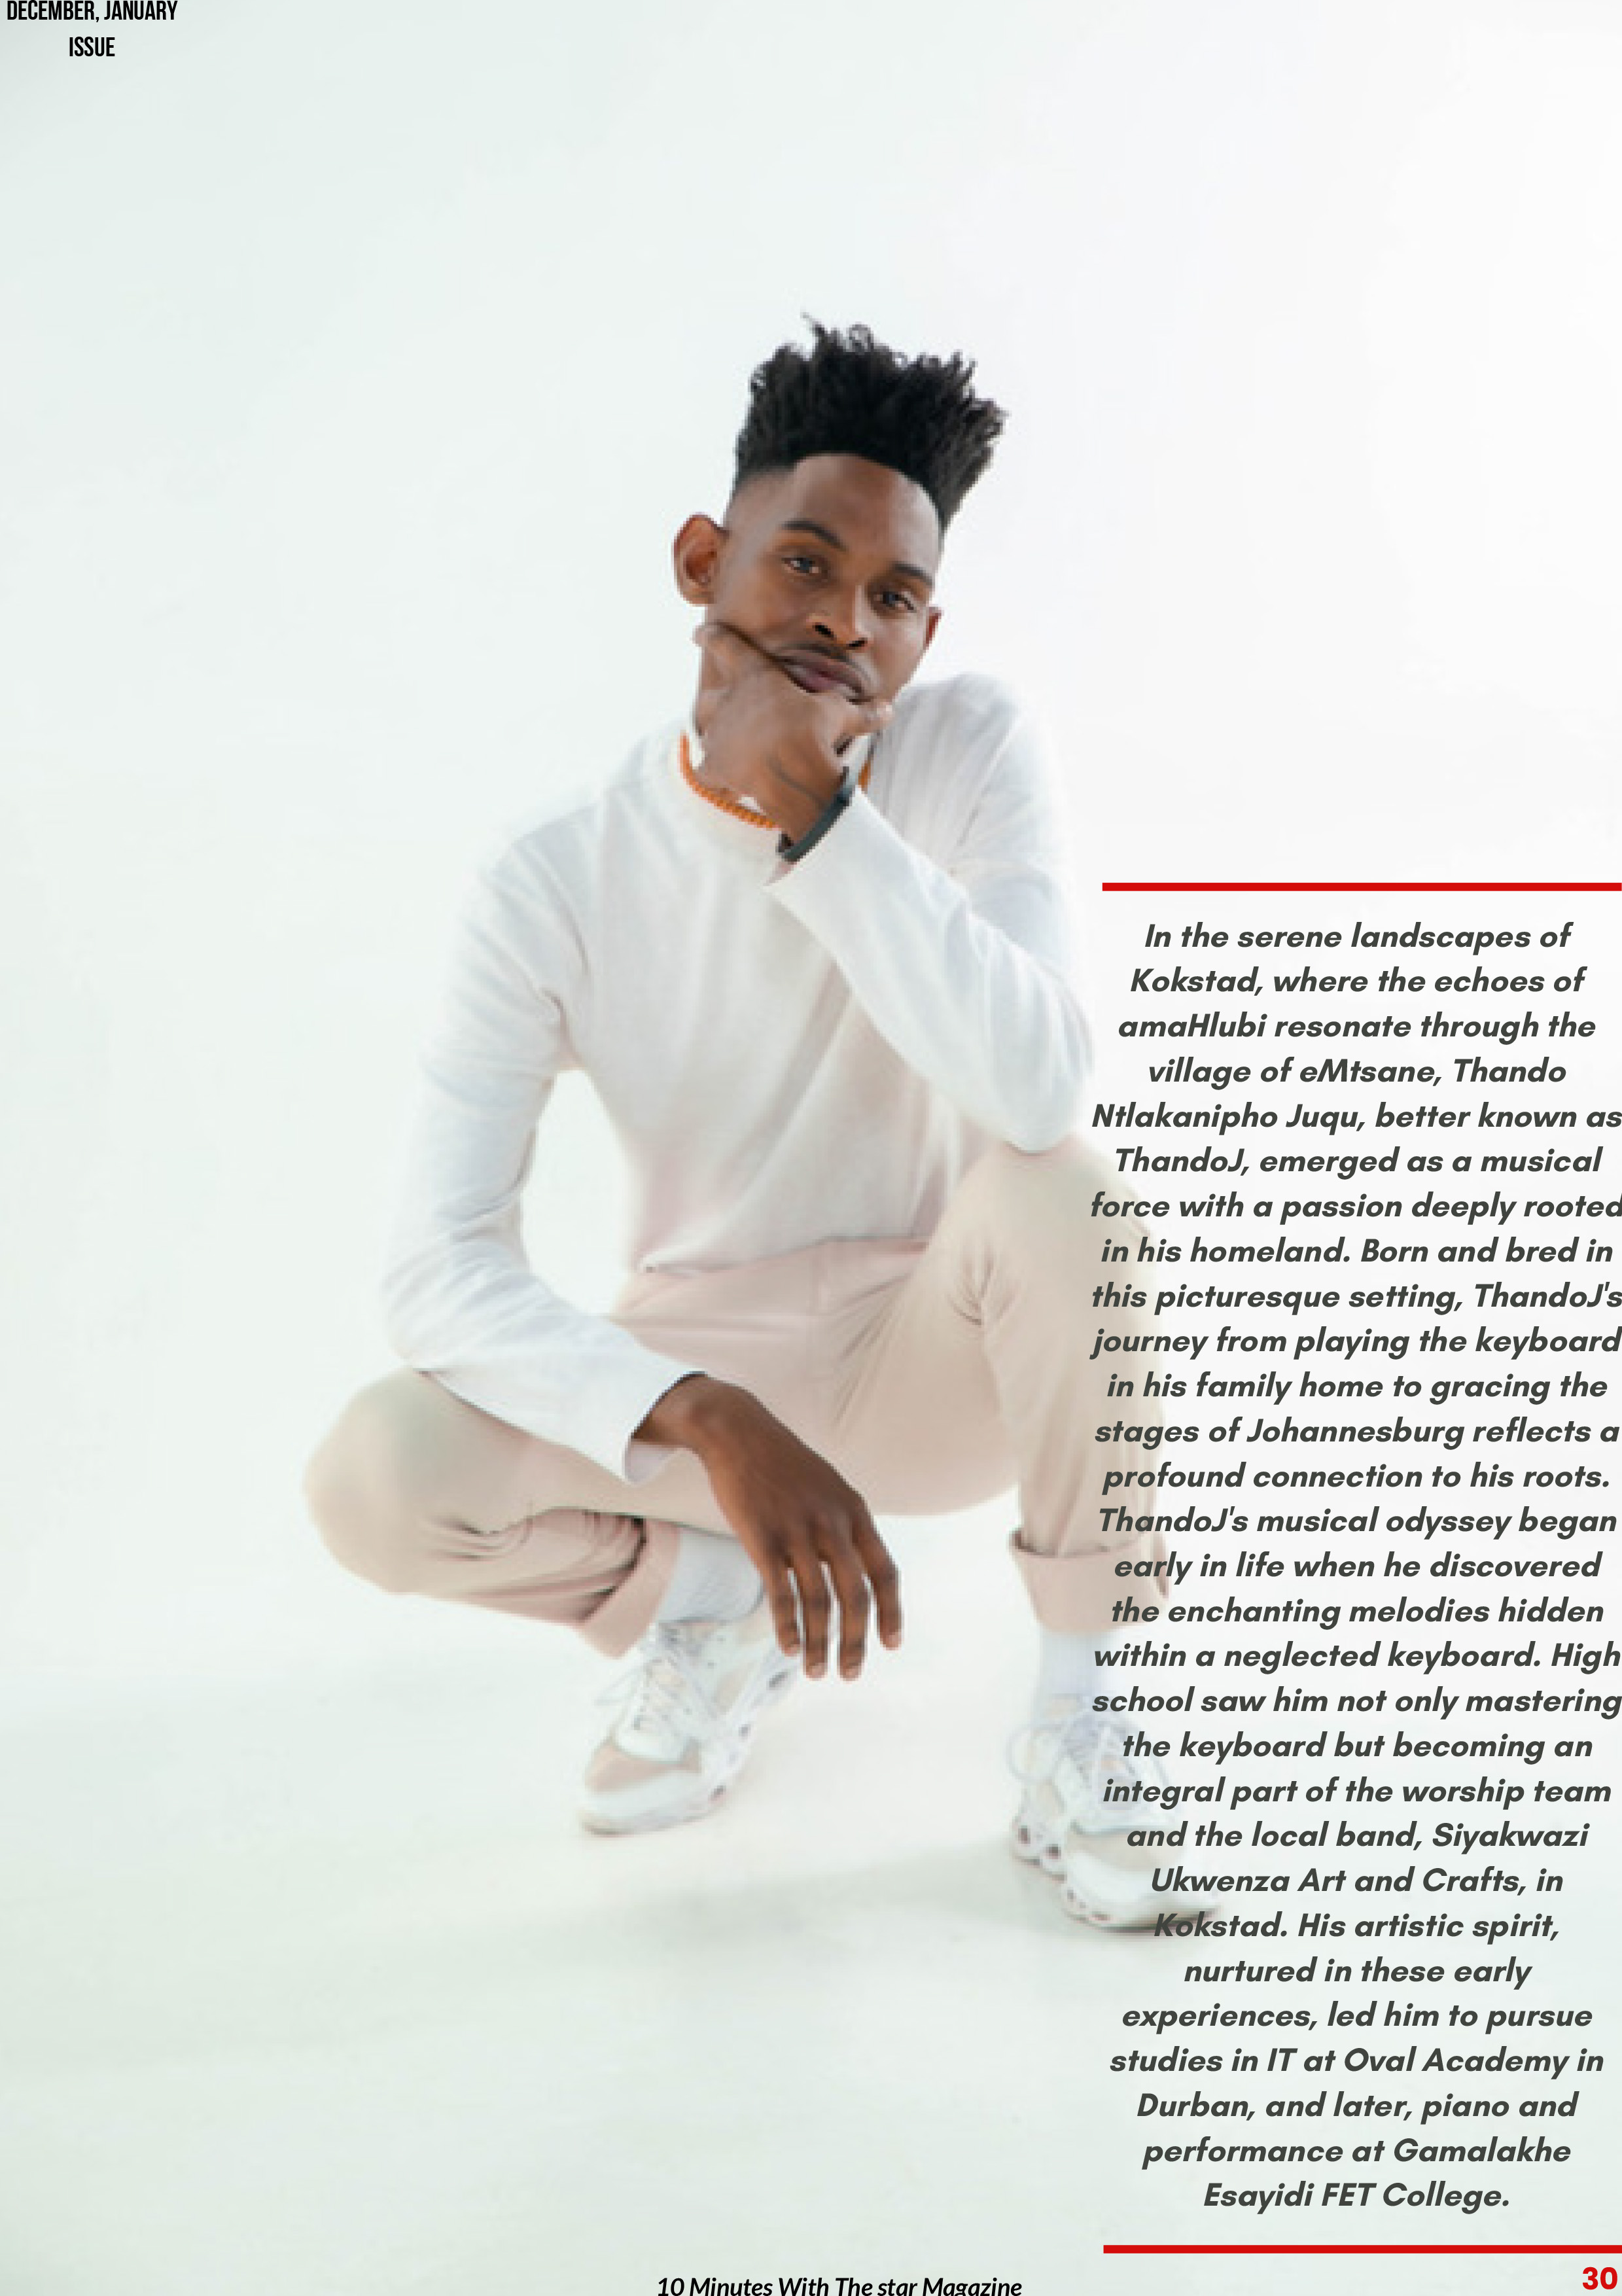 DECEMBER, JANUARY
ISSUE
In the serene landscapes of
Kokstad, where the echoes of
amaHlubi resonate through the
village of eMtsane, Thando
Ntlakanipho Juqu, better known as
ThandoJ, emerged as a musical
force with a passion deeply rooted
in his homeland. Born and bred in
this picturesque setting, ThandoJ's
journey from playing the keyboard
in his family home to gracing the
stages of Johannesburg reflects a
profound connection to his roots.
ThandoJ's musical odyssey began
early in life when he discovered
the enchanting melodies hidden
within a neglected keyboard. High
school saw him not only mastering
the keyboard but becoming an
integral part of the worship team
and the local band, Siyakwazi
Ukwenza Art and Crafts, in
Kokstad. His artistic spirit,
nurtured in these early
experiences, led him to pursue
studies in IT at Oval Academy in
Durban, and later, piano and
performance at Gamalakhe
Esayidi FET College.
10 Minutes With The star Magazine
30